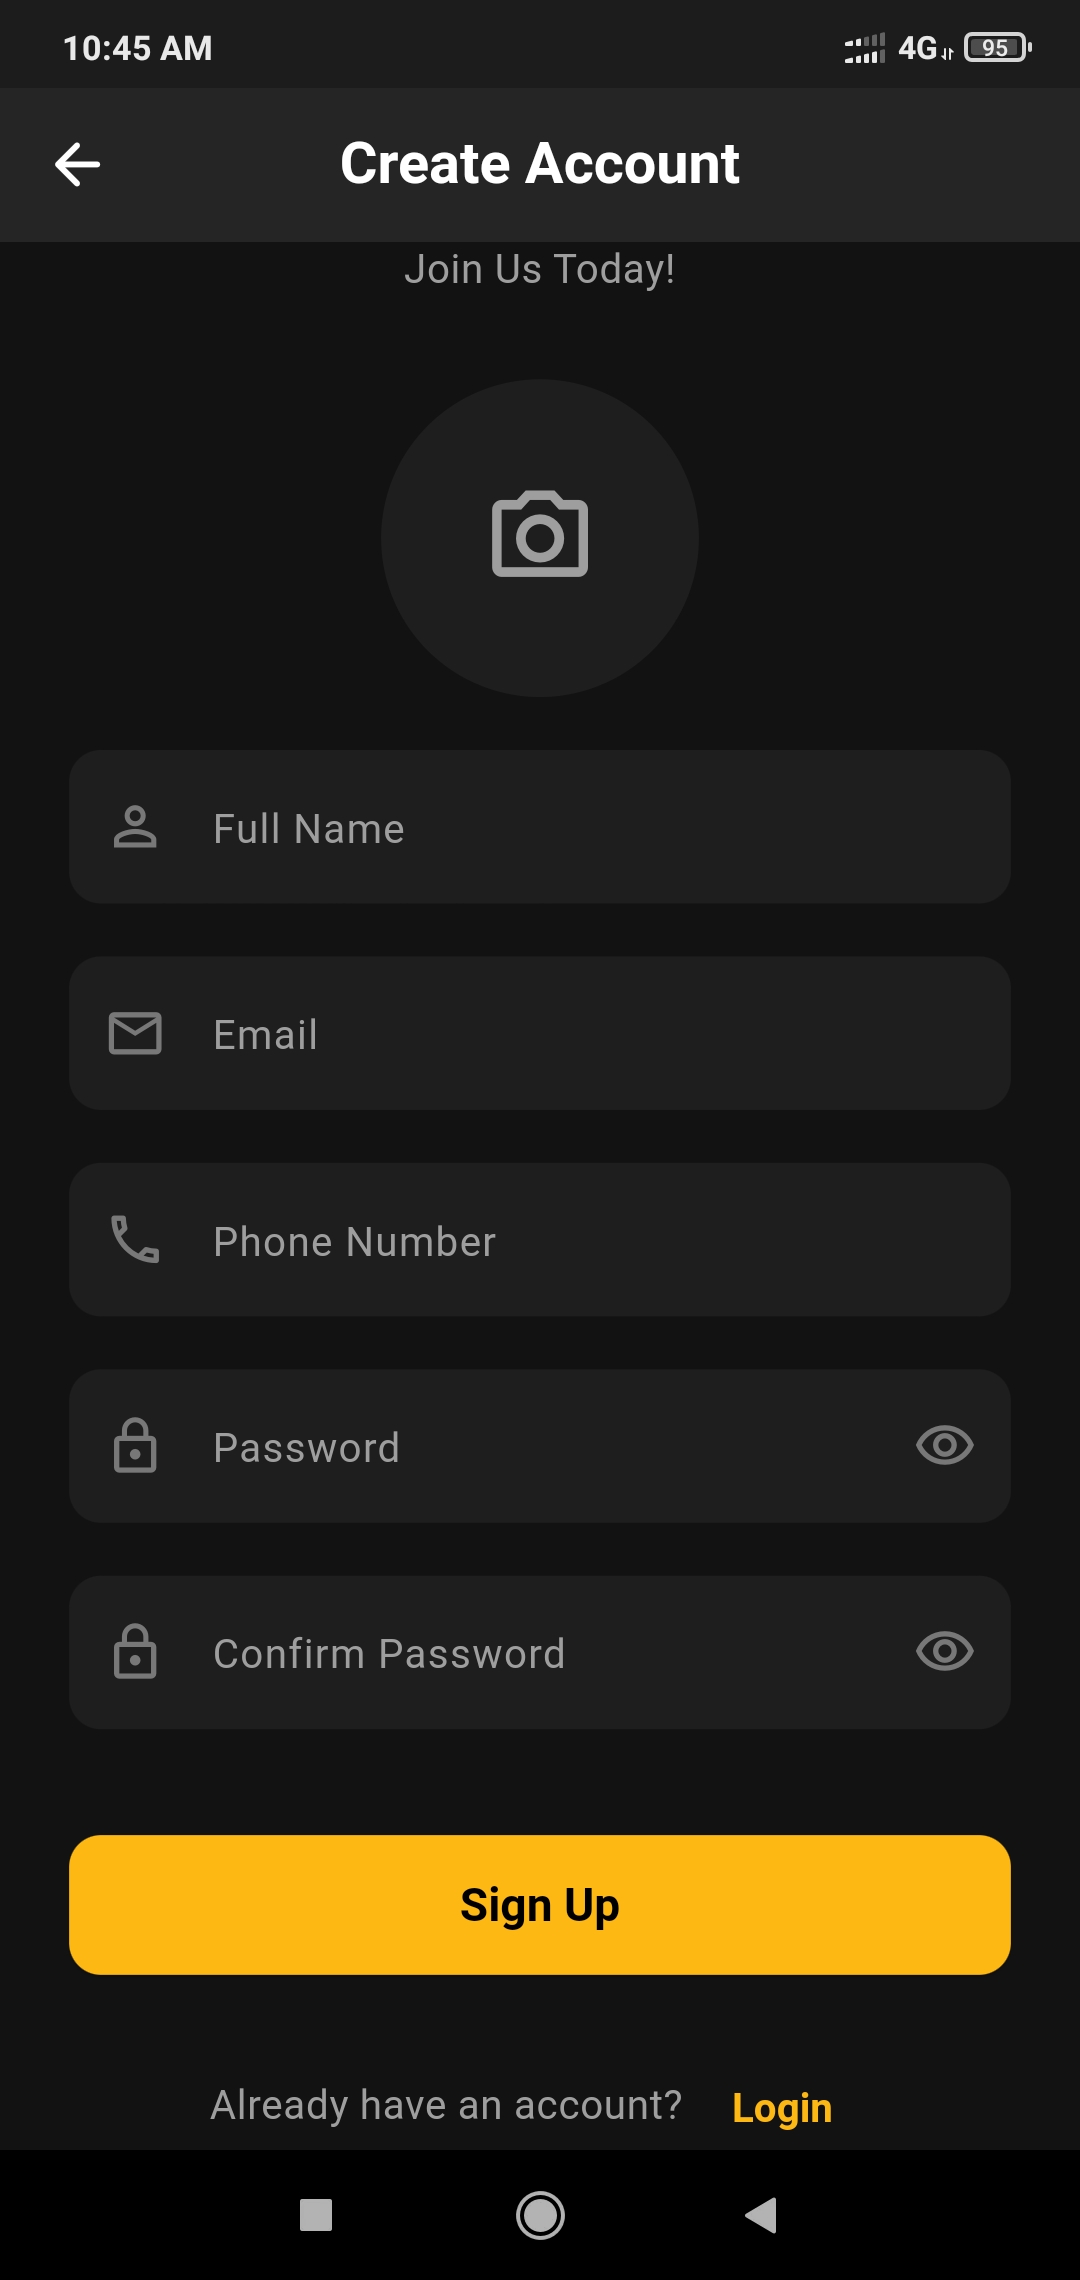 10:45 AM 4G 95
Create Account
Join Us Today!
Full Name
Email
Phone Number
Password
Confirm Password
Sign Up
Already have an account? Login